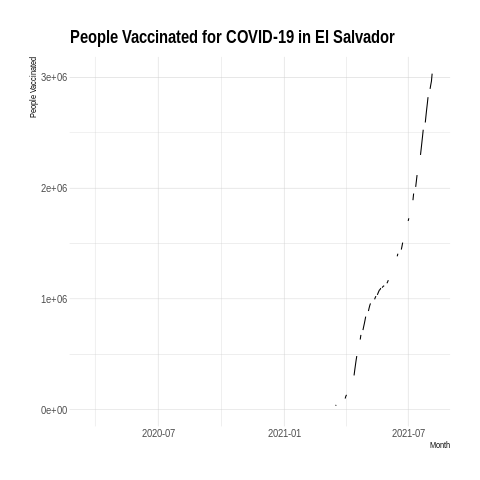 People Vaccinated for COVID-19 in El Salvador
People Vaccinated
3e+06
2e+06
1e+06
0e+00
2020-07
2021-01
2021-07
Month